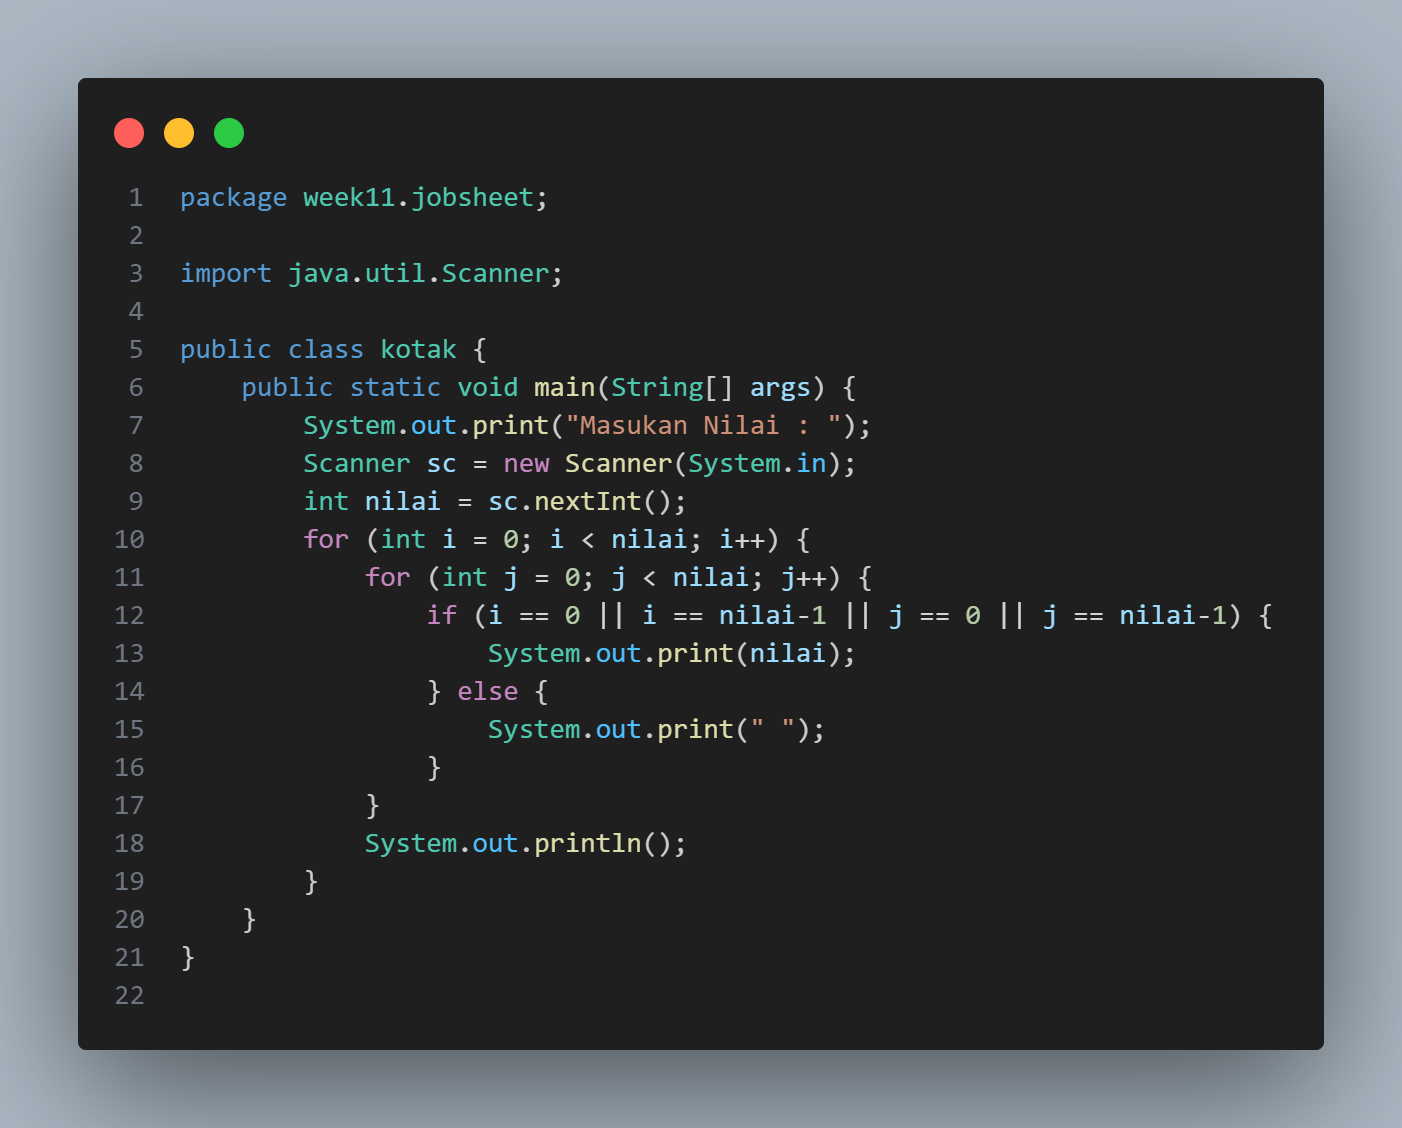 1 package week11.jobsheet;
2
3 import java.util.Scanner;
4
5 public class kotak {
6     public static void main(String[] args) {
7         System.out.print("Masukan Nilai : ");
8         Scanner sc = new Scanner(System.in);
9         int nilai = sc.nextInt();
10         for (int i = 0; i < nilai; i++) {
11             for (int j = 0; j < nilai; j++) {
12                 if (i == 0 || i == nilai-1 || j == 0 || j == nilai-1) {
13                     System.out.print(nilai);
14                 } else {
15                     System.out.print(" ");
16                 }
17             }
18             System.out.println();
19         }
20     }
21 }
22